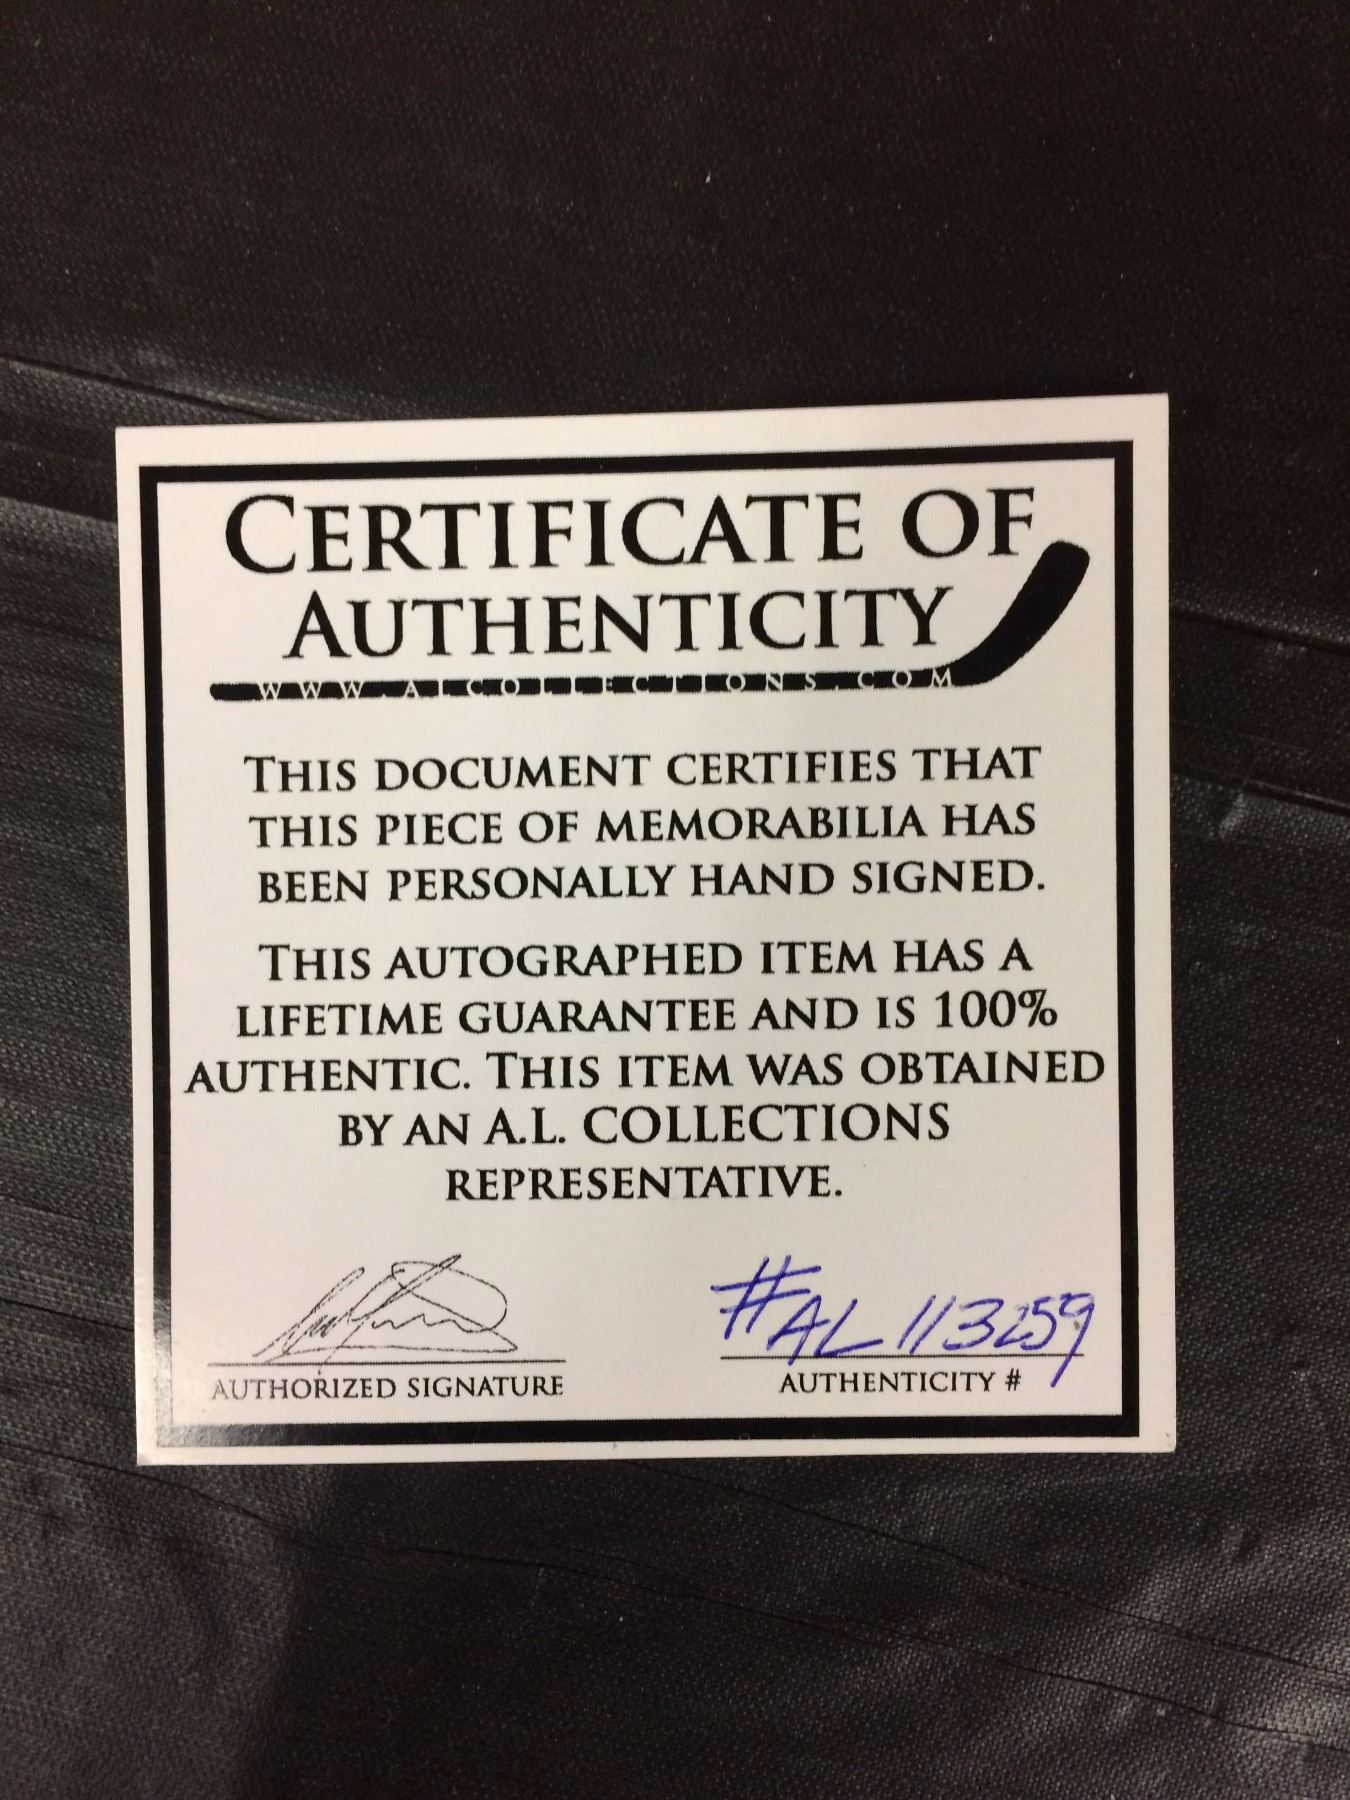 CERTIFICATE OF
AUTHENTICITY
WWW.ALCOLLECTIONS.COM
THIS DOCUMENT CERTIFIES THAT
THIS PIECE OF MEMORABILIA HAS
BEEN PERSONALLY HAND SIGNED.
THIS AUTOGRAPHED ITEM HAS A
LIFETIME GUARANTEE AND IS 100%
AUTHENTIC. THIS ITEM WAS OBTAINED
BY AN A.L. COLLECTIONS
REPRESENTATIVE.
#AL 113259
AUTHORIZED SIGNATURE
AUTHENTICITY #